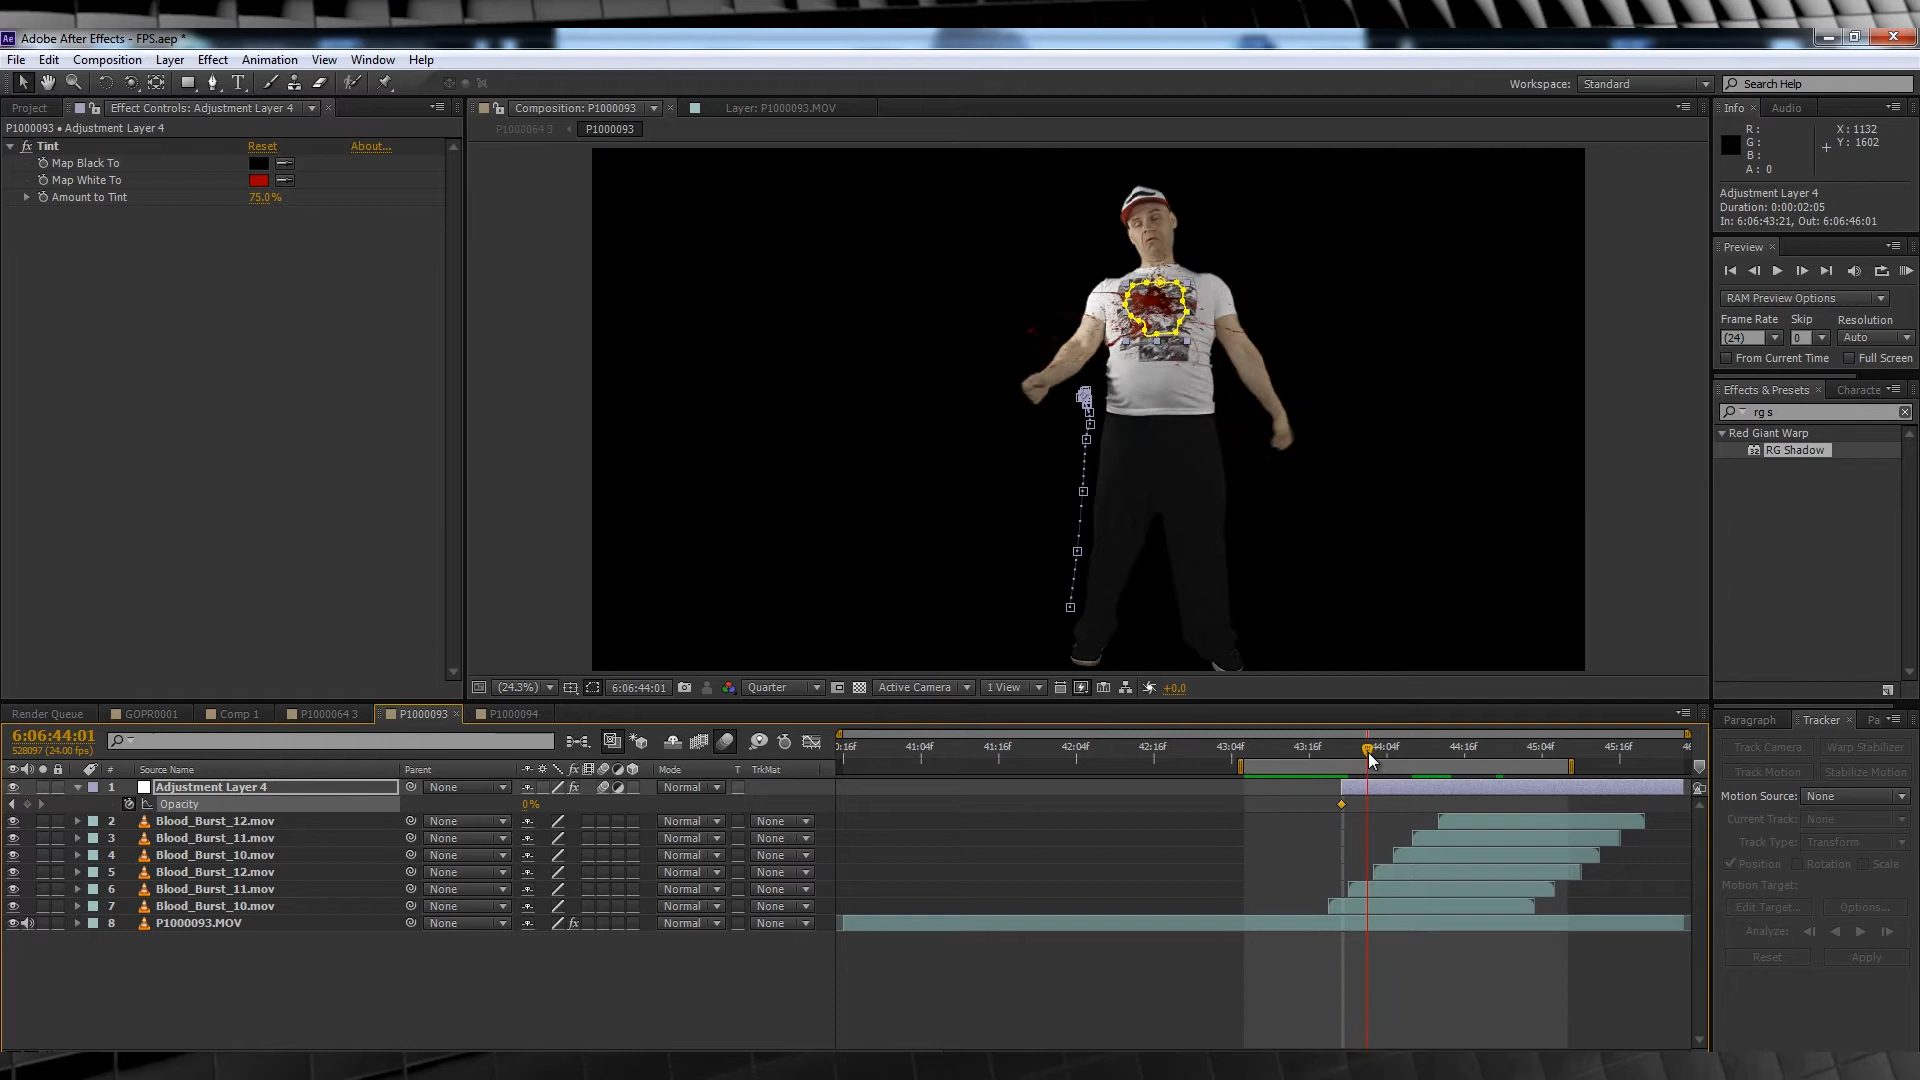 Adobe After Effects - FPS.aep *
File Edit Composition Layer Effect Animation View Window Help
Workspace: Standard Search Help
Project Effect Controls: Adjustment Layer 4 Composition: P1000093 Layer: P1000093.MOV Info Audio
P1000093 • Adjustment Layer 4
P1000064 3 P1000093
fx Tint Reset About...
Map Black To
Map White To
Amount to Tint 75.0%
R: X: 1132
G: Y: 1602
B:
A: 0
Adjustment Layer 4
Duration: 0:00:02:05
In: 6:06:43:21, Out: 6:06:46:01
Preview
RAM Preview Options
Frame Rate Skip Resolution
(24) 0 Auto
From Current Time Full Screen
Effects & Presets Characte
rg s
Red Giant Warp
32 RG Shadow
(24.3%) 6:06:44:01 Quarter Active Camera 1 View +0.0
Render Queue GOPR0001 Comp 1 P1000064 3 P1000093 P1000094
6:06:44:01
528097 (24.00 fps)
0:16f 41:04f 41:16f 42:04f 42:16f 43:04f 43:16f 44:04f 44:16f 45:04f 45:16f 46
# Source Name Parent fx Mode T TrkMat
1 Adjustment Layer 4 None fx Normal
Opacity 0%
2 Blood_Burst_12.mov None Normal None
3 Blood_Burst_11.mov None Normal None
4 Blood_Burst_10.mov None Normal None
5 Blood_Burst_12.mov None Normal None
6 Blood_Burst_11.mov None Normal None
7 Blood_Burst_10.mov None Normal None
8 P1000093.MOV None fx Normal None
Paragraph Tracker Pa
Track Camera Warp Stabilizer
Track Motion Stabilize Motion
Motion Source: None
Current Track: None
Track Type: Transform
Position Rotation Scale
Motion Target:
Edit Target... Options...
Analyze:
Reset Apply